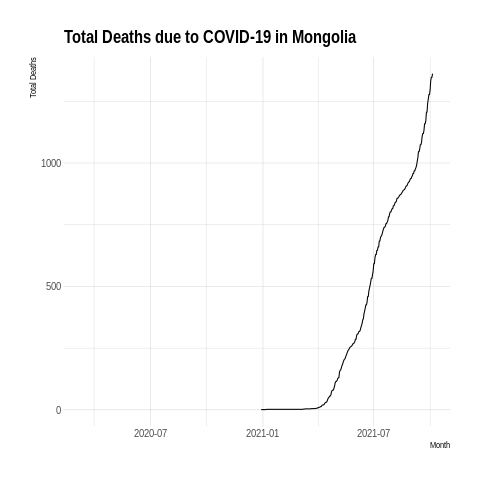 Total Deaths due to COVID-19 in Mongolia
Total Deaths
1000
500
0
2020-07 2021-01 2021-07
Month